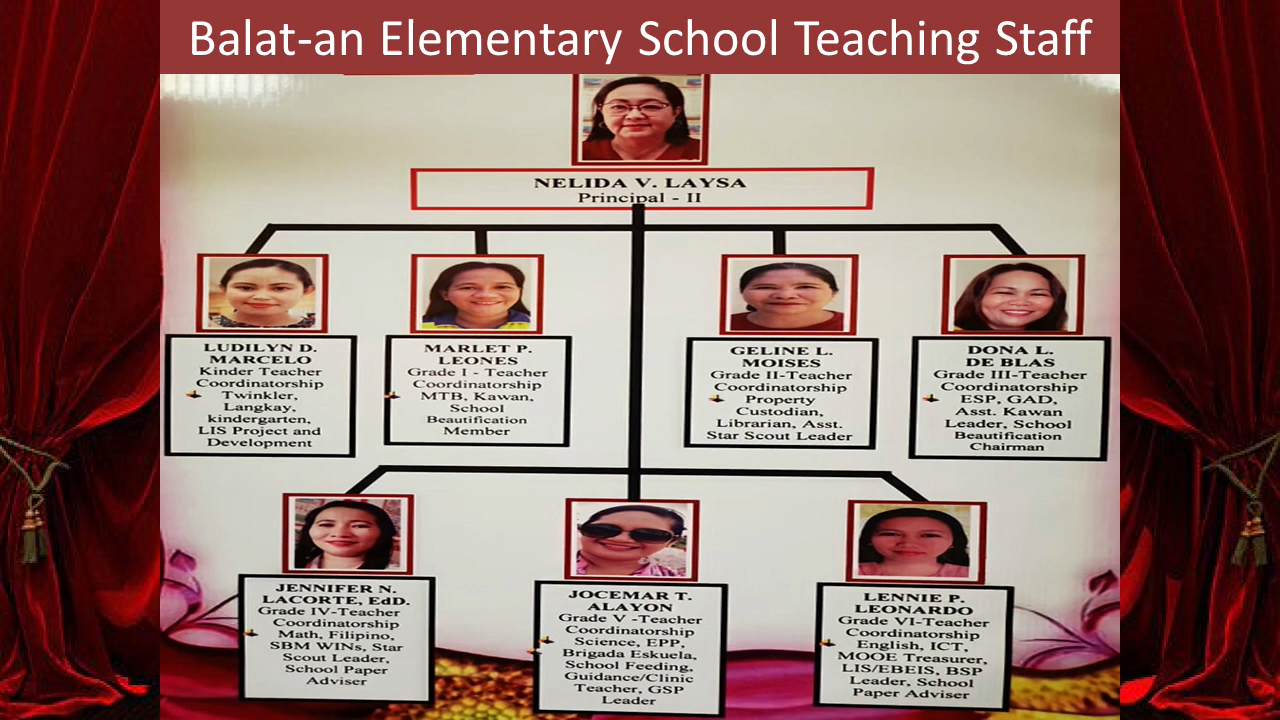 Balat-an Elementary School Teaching Staff
NELIDA V. LAYSA
Principal - II
LUDILYN D.
MARCELO
Kinder Teacher
Coordinatorship
Twinkler,
Langkay,
kindergarten,
LIS Project and
Development
MARLET P.
LEONES
Grade I - Teacher
Coordinatorship
MTB, Kawan,
School
Beautification
Member
GELINE L.
MOISES
Grade II-Teacher
Coordinatorship
Property
Custodian,
Librarian, Asst.
Star Scout Leader
DONA L.
DE BLAS
Grade III-Teacher
Coordinatorship
ESP, GAD,
Asst. Kawan
Leader, School
Beautification
Chairman
JENNIFER N.
LACORTE, EdD.
Grade IV-Teacher
Coordinatorship
Math, Filipino,
SBM WINs, Star
Scout Leader,
School Paper
Adviser
JOCEMAR T.
ALAYON
Grade V -Teacher
Coordinatorship
Science, EPP,
Brigada Eskuela,
School Feeding,
Guidance/Clinic
Teacher, GSP
Leader
LENNIE P.
LEONARDO
Grade VI-Teacher
Coordinatorship
English, ICT,
MOOE Treasurer,
LIS/EBEIS, BSP
Leader, School
Paper Adviser